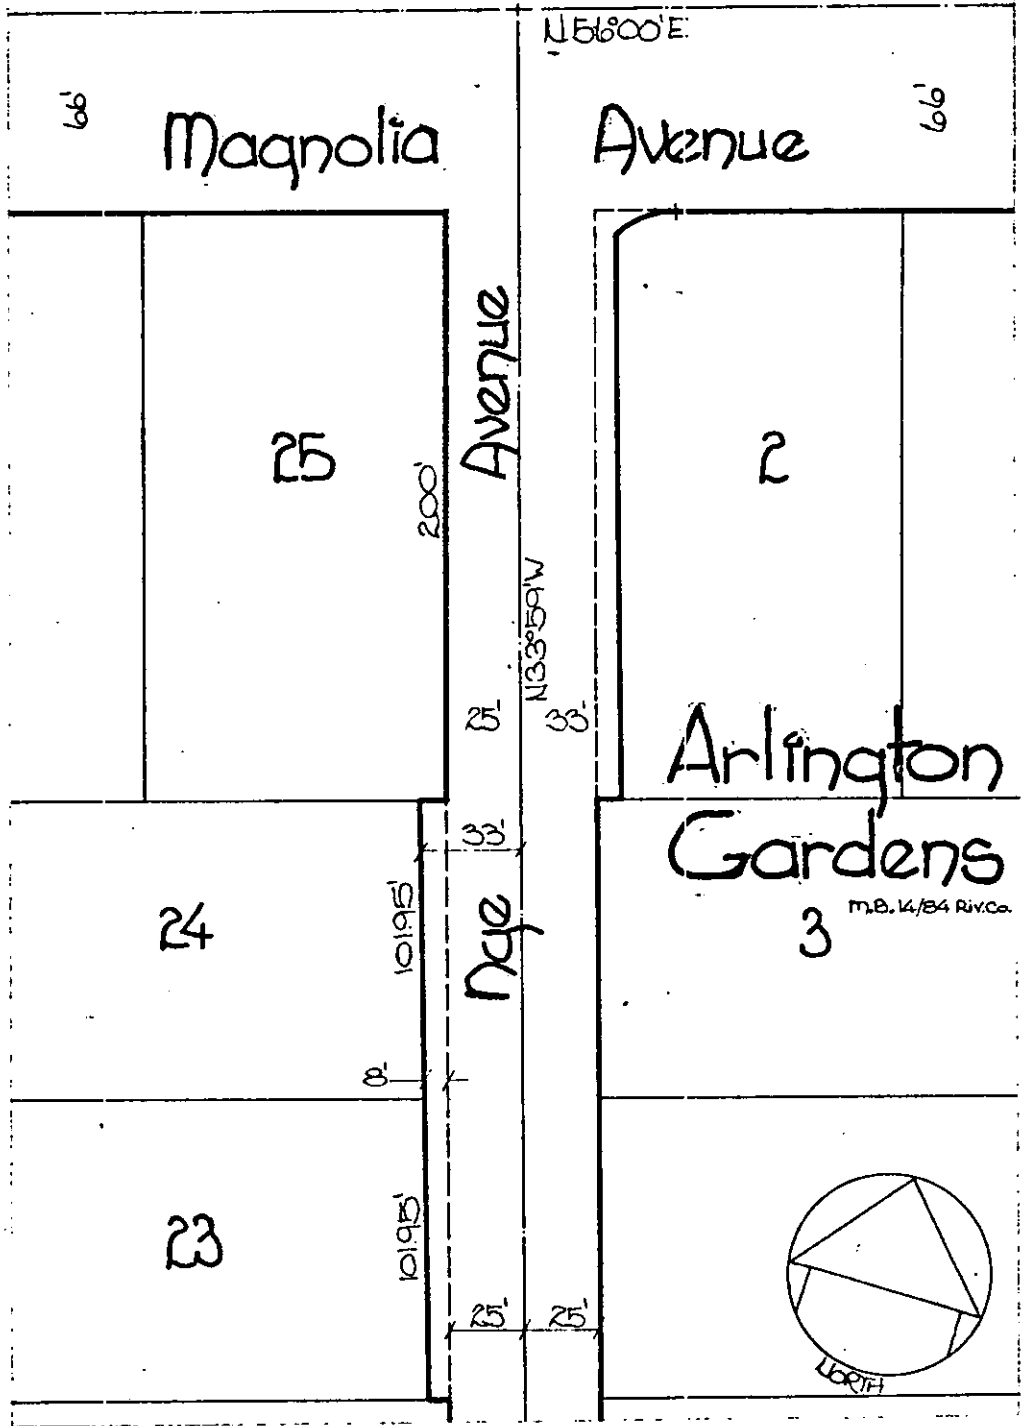 N56°00'E
66'
66'
Magnolia Avenue
Avenue
25
2
200'
N33°59'W
25'
33'
Arlington
Gardens
33'
M.B. 14/84 Riv. Co.
3
24
101.95'
Nye
8'
23
101.95'
25'
25'
NORTH